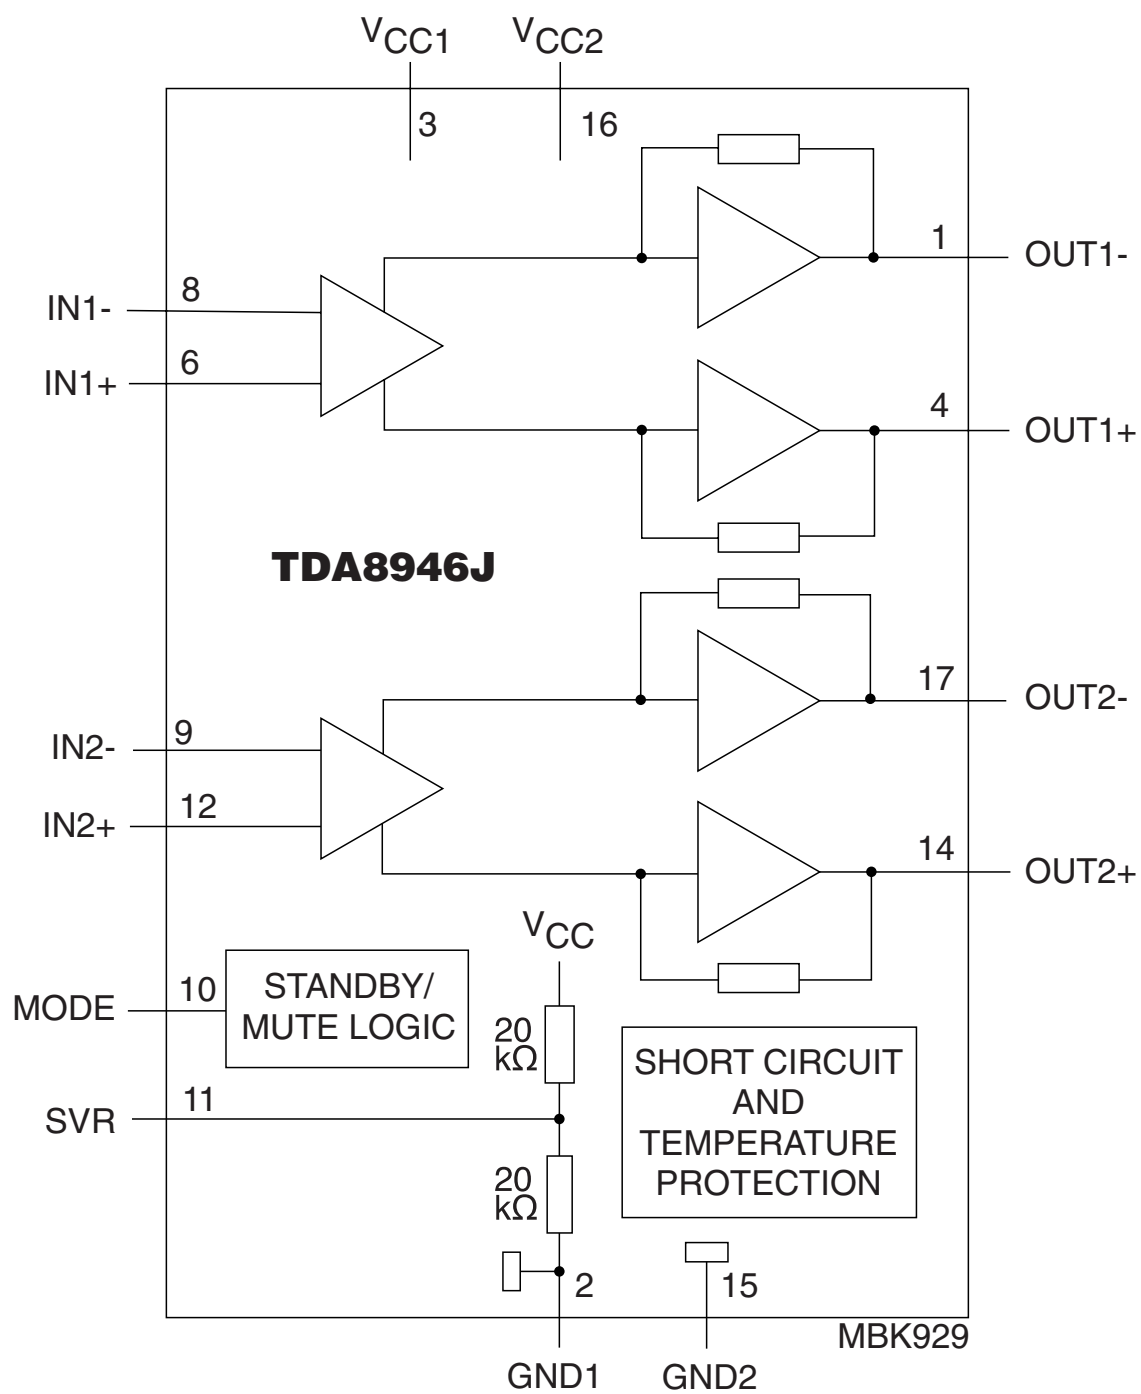 VCC1 VCC2
3 16
1 OUT1-
8 IN1-
6 IN1+
4 OUT1+
TDA8946J
17 OUT2-
IN2- 9
IN2+ 12
14 OUT2+
VCC
MODE 10
STANDBY/
MUTE LOGIC
20
kΩ
SHORT CIRCUIT
AND
TEMPERATURE
PROTECTION
SVR 11
20
kΩ
2 15
MBK929
GND1 GND2